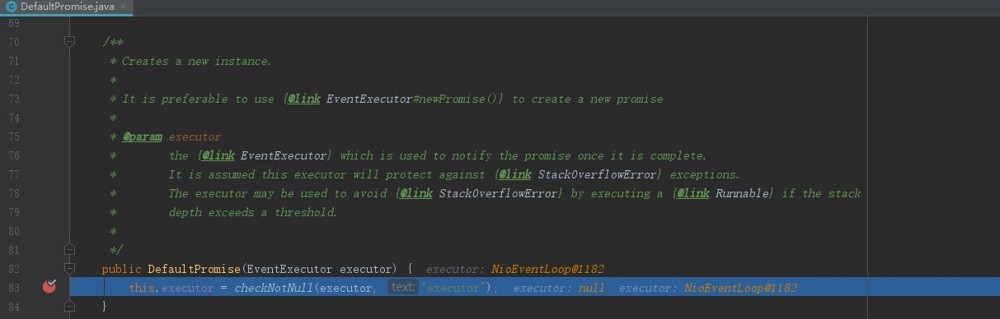 DefaultPromise.java
69
70 /**
71 * Creates a new instance.
72 *
73 * It is preferable to use {@link EventExecutor#newPromise()} to create a new promise
74 *
75 * @param executor
76 * the {@link EventExecutor} which is used to notify the promise once it is complete.
77 * It is assumed this executor will protect against {@link StackOverflowError} exceptions.
78 * The executor may be used to avoid {@link StackOverflowError} by executing a {@link Runnable} if the stack
79 * depth exceeds a threshold.
80 *
81 */
82 public DefaultPromise(EventExecutor executor) { executor: NioEventLoop@1182
83 this.executor = checkNotNull(executor, text: "executor"); executor: null executor: NioEventLoop@1182
84 }